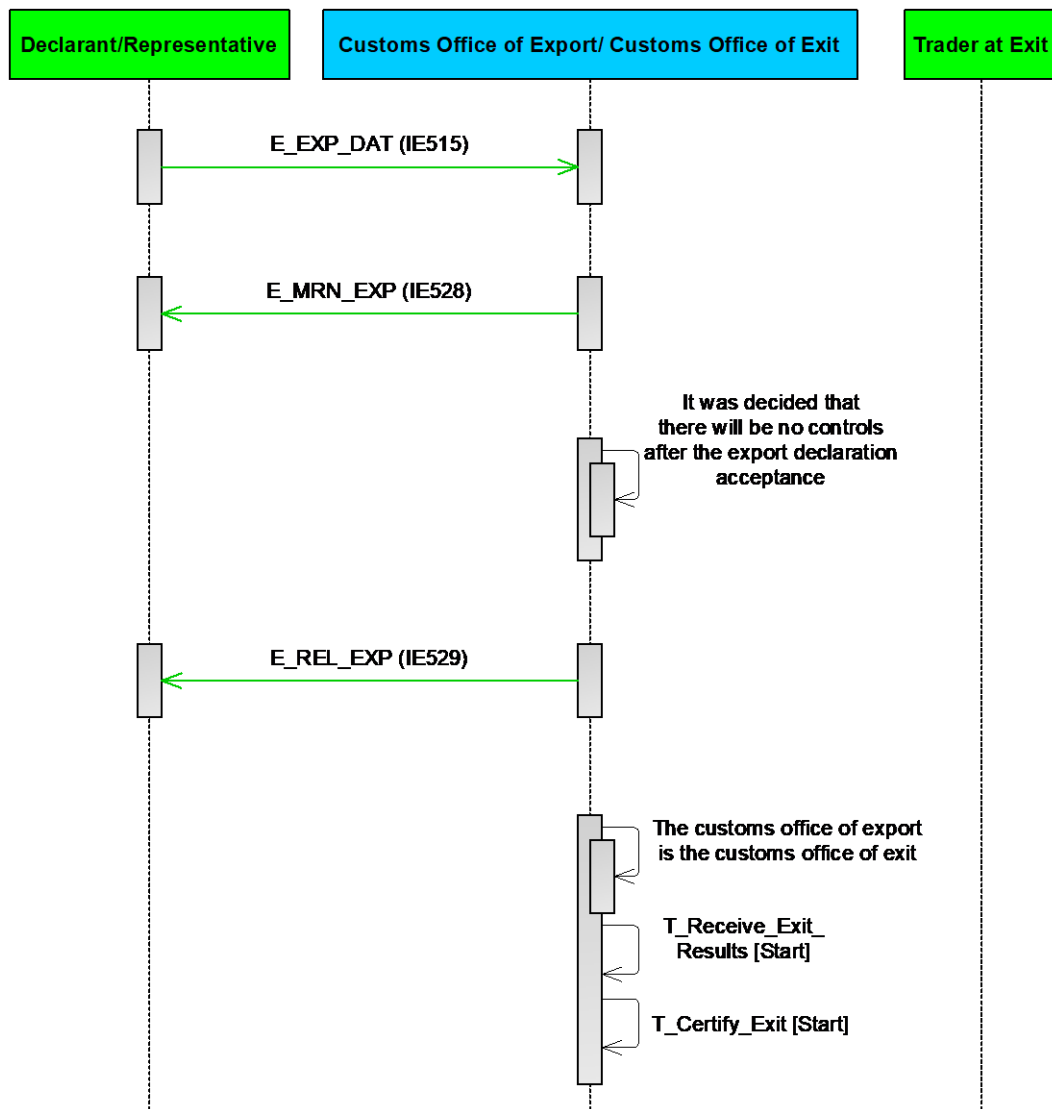 Declarant/Representative
Customs Office of Export/ Customs Office of Exit
Trader at Exit
E_EXP_DAT (IE515)
E_MRN_EXP (IE528)
It was decided that
there will be no controls
after the export declaration
acceptance
E_REL_EXP (IE529)
The customs office of export
is the customs office of exit
T_Receive_Exit_
Results [Start]
T_Certify_Exit [Start]